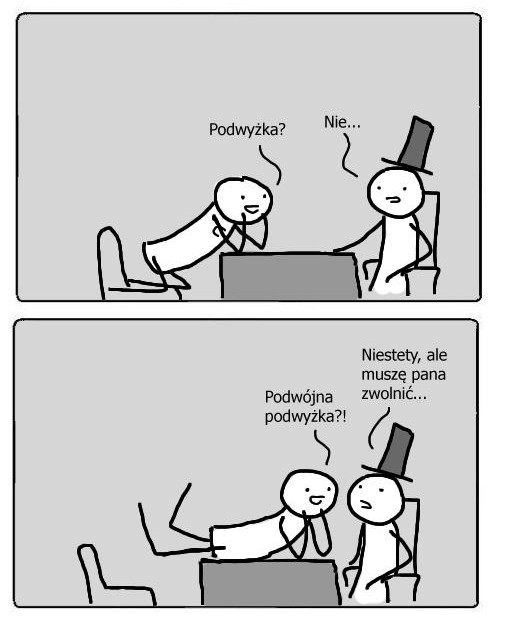 Podwyżka?
Nie...
Niestety, ale
muszę pana
zwolnić...
Podwójna
podwyżka?!